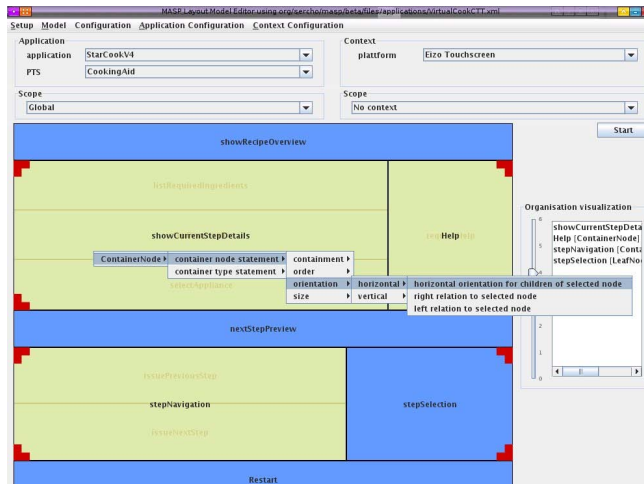 MASP Layout Model Editor using org/sercho/masp/beta/files/applications/VirtualCookCTT.xml
Setup Model Configuration Application Configuration Context Configuration
Application
application StarCookV4
PTS CookingAid
Context
plattform Eizo Touchscreen
Scope
Global
Scope
No context
Start
showRecipeOverview
listRequiredIngredients
showCurrentStepDetails
Help
ContainerNode container node statement containment
container type statement order
selectAppliance
orientation horizontal horizontal orientation for children of selected node
size vertical right relation to selected node
left relation to selected node
nextStepPreview
issuePreviousStep
stepNavigation
issueNextStep
stepSelection
Restart
Organisation visualization
showCurrentStepDeta
Help [ContainerNode]
stepNavigation [Conta
stepSelection [LeafNo
5
2
1
0